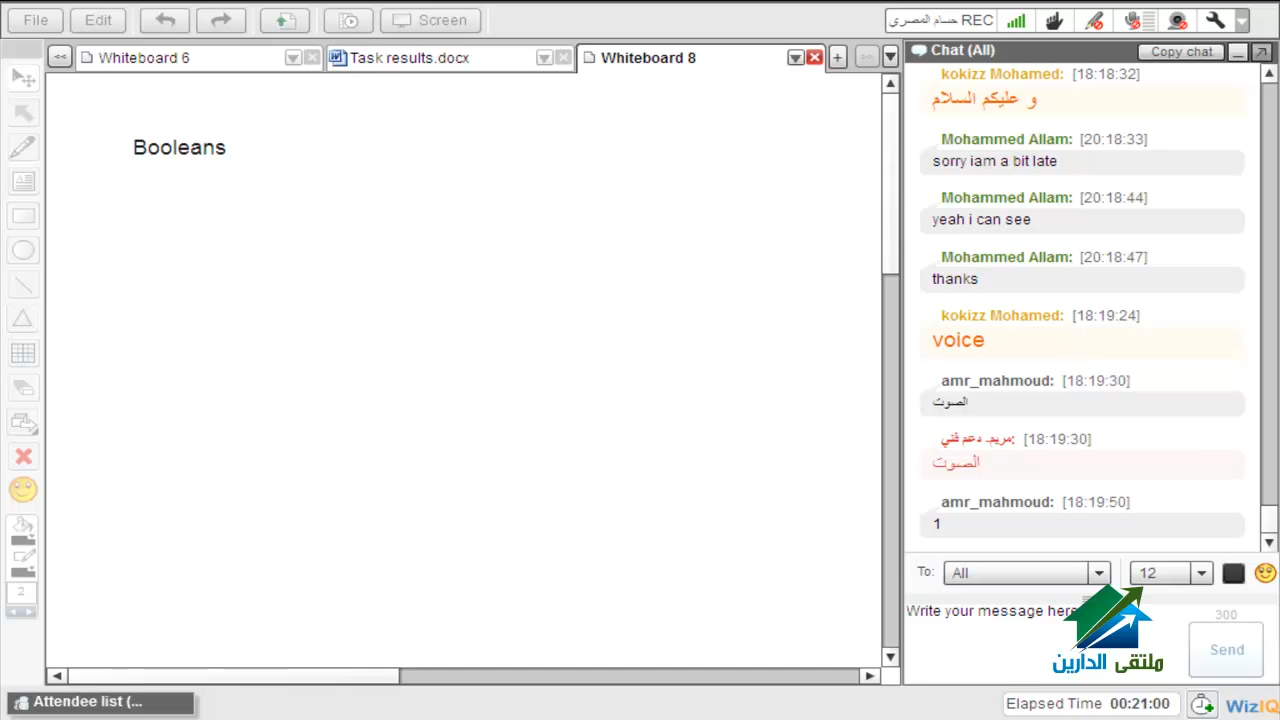 File
Edit
Screen
حسام المصري REC
<<
Whiteboard 6
Task results.docx
Whiteboard 8
Chat (All)
Copy chat
Booleans
kokizz Mohamed: [18:18:32]
و عليكم السلام
Mohammed Allam: [20:18:33]
sorry iam a bit late
Mohammed Allam: [20:18:44]
yeah i can see
Mohammed Allam: [20:18:47]
thanks
kokizz Mohamed: [18:19:24]
voice
amr_mahmoud: [18:19:30]
الصوت
مريم. دعم فني: [18:19:30]
الصوت
amr_mahmoud: [18:19:50]
1
To: All
12
Write your message here
300
Send
ملتقى الدارين
2
Attendee list (...
Elapsed Time 00:21:00
WizIQ